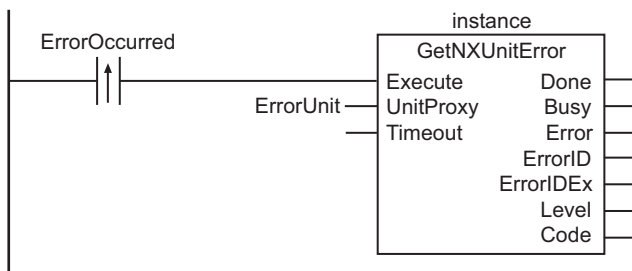 instance
ErrorOccurred
GetNXUnitError
Execute Done
ErrorUnit UnitProxy Busy
Timeout Error
ErrorID
ErrorIDEx
Level
Code